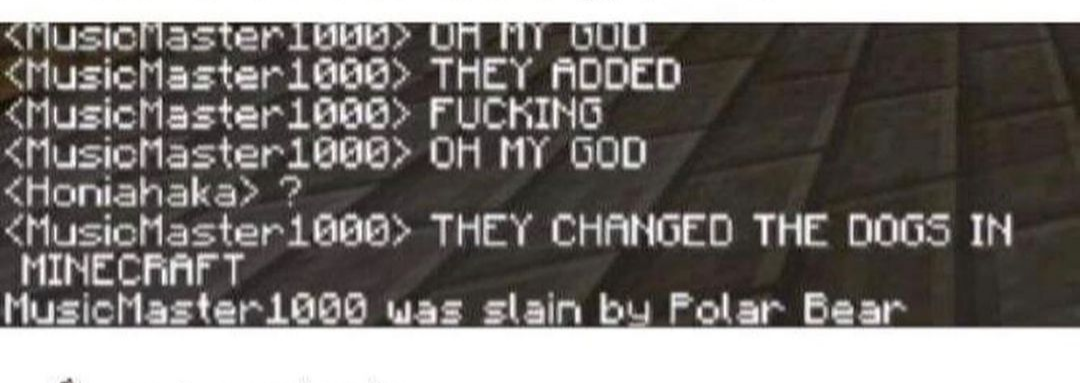 <MusicMaster1000> OH MY GOD
<MusicMaster1000> THEY ADDED
<MusicMaster1000> FUCKING
<MusicMaster1000> OH MY GOD
<Honiahaka> ?
<MusicMaster1000> THEY CHANGED THE DOGS IN
MINECRAFT
MusicMaster1000 was slain by Polar Bear